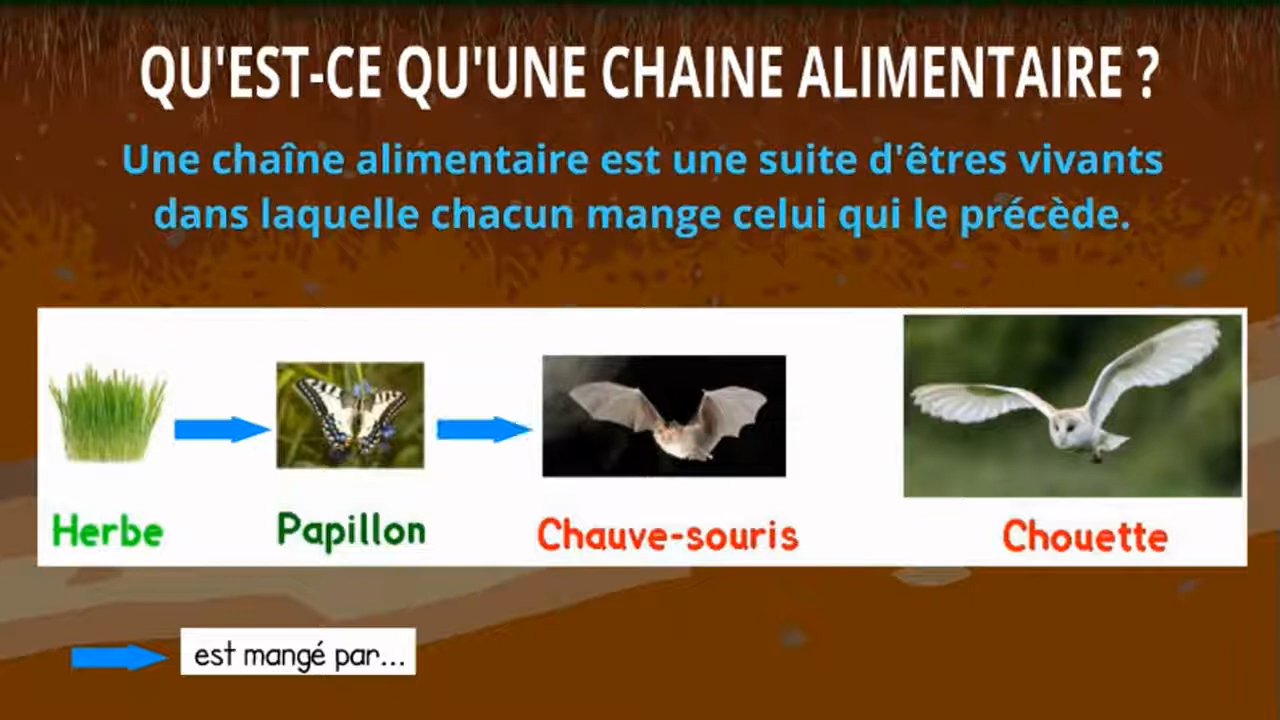 QU'EST-CE QU'UNE CHAINE ALIMENTAIRE ?
Une chaîne alimentaire est une suite d'êtres vivants
dans laquelle chacun mange celui qui le précède.
Herbe
Papillon
Chauve-souris
Chouette
est mangé par...